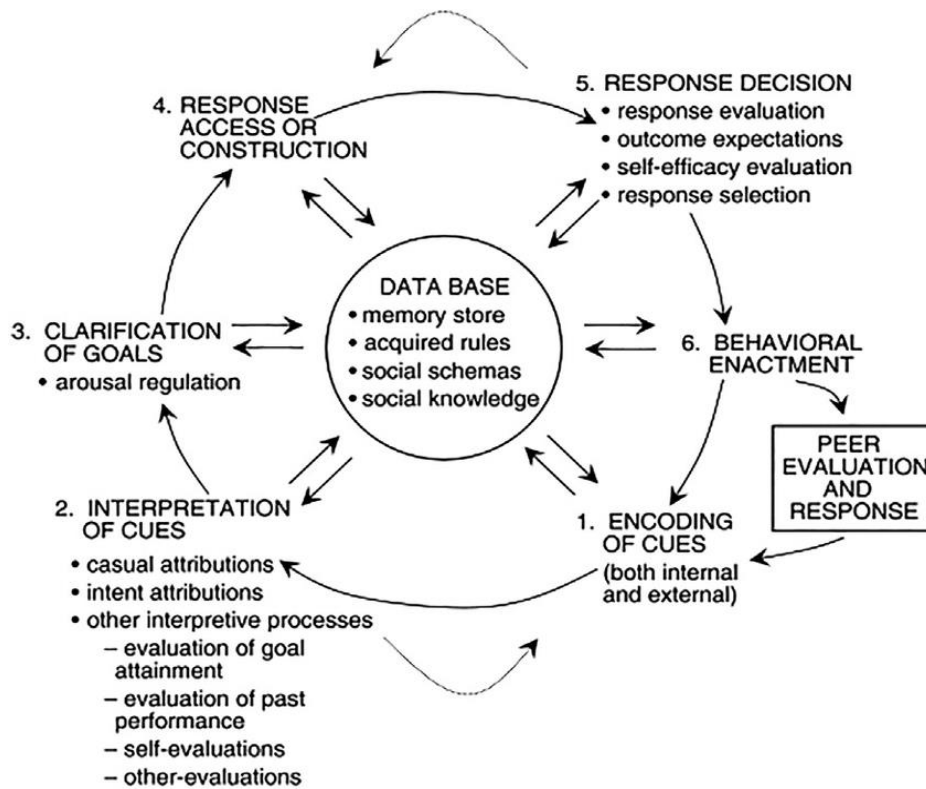 4. RESPONSE
ACCESS OR
CONSTRUCTION
5. RESPONSE DECISION
• response evaluation
• outcome expectations
• self-efficacy evaluation
• response selection
DATA BASE
• memory store
• acquired rules
• social schemas
• social knowledge
3. CLARIFICATION
OF GOALS
• arousal regulation
6. BEHAVIORAL
ENACTMENT
PEER
EVALUATION
AND
RESPONSE
2. INTERPRETATION
OF CUES
• casual attributions
• intent attributions
• other interpretive processes
– evaluation of goal
attainment
– evaluation of past
performance
– self-evaluations
– other-evaluations
1. ENCODING
OF CUES
(both internal
and external)